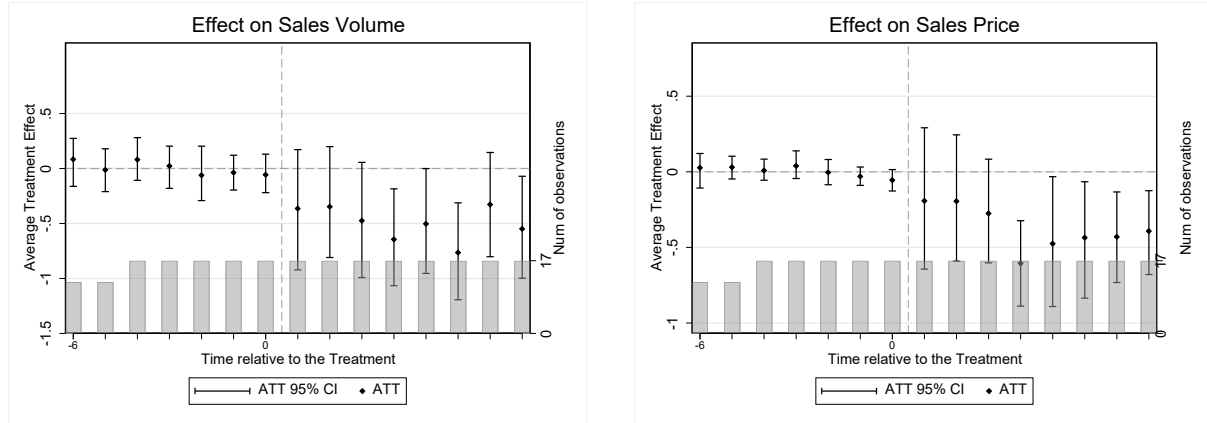 Effect on Sales Volume
Average Treatment Effect
.5
0
-.5
-1
-1.5
-6
0
17
0
Num of observations
Time relative to the Treatment
ATT 95% CI ATT
Effect on Sales Price
Average Treatment Effect
.5
0
-.5
-1
-6
0
17
0
Num of observations
Time relative to the Treatment
ATT 95% CI ATT